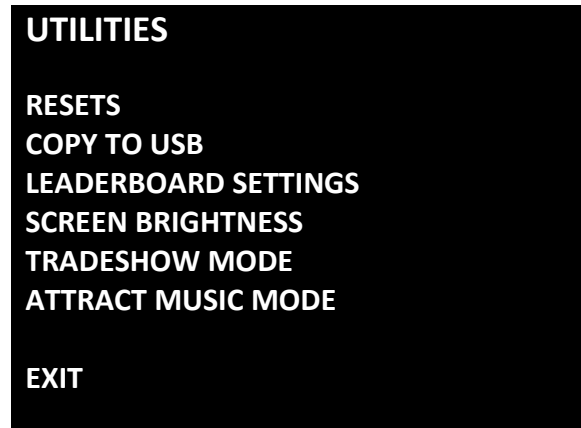 UTILITIES
RESETS
COPY TO USB
LEADERBOARD SETTINGS
SCREEN BRIGHTNESS
TRADESHOW MODE
ATTRACT MUSIC MODE
EXIT